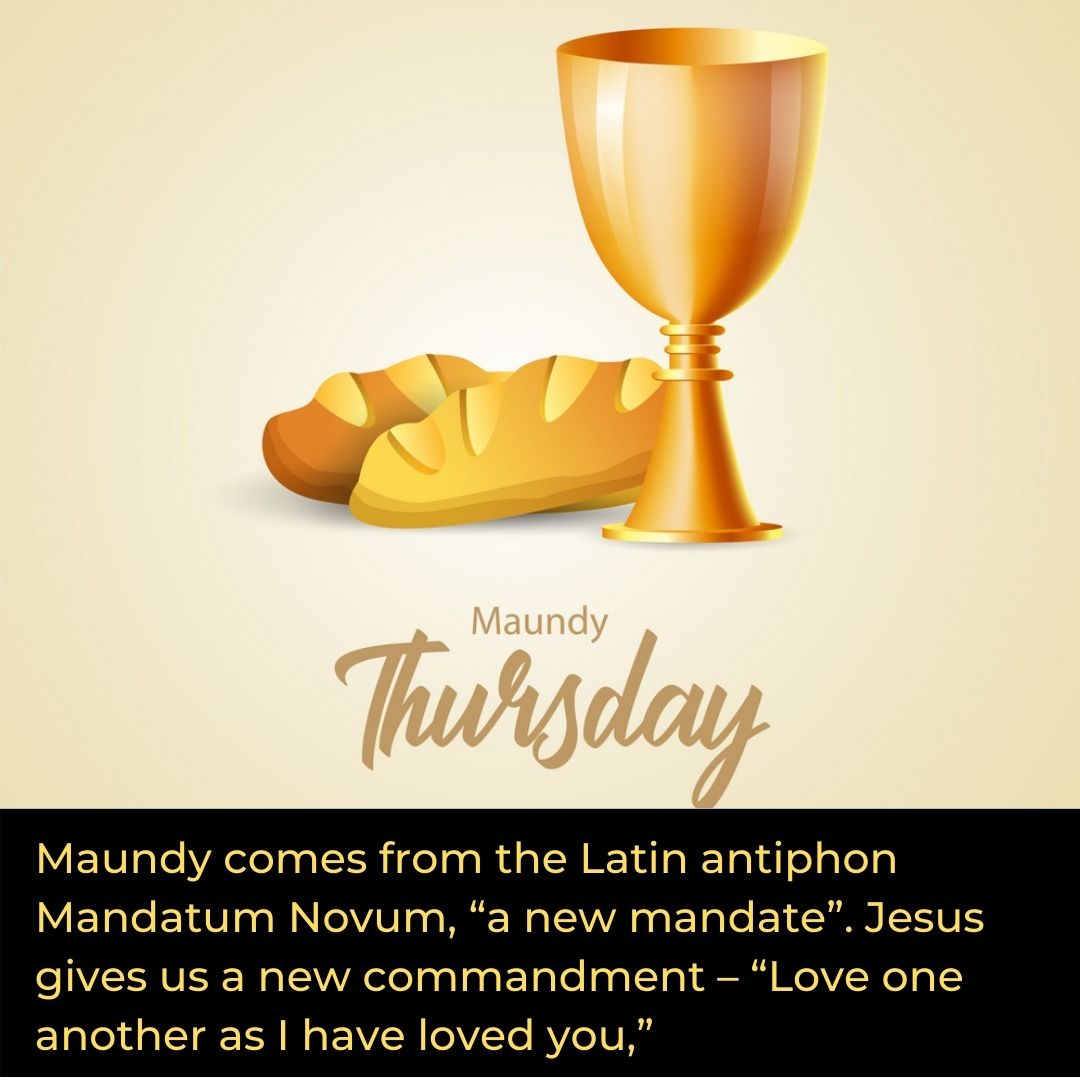 Maundy
Thursday
Maundy comes from the Latin antiphon
Mandatum Novum, “a new mandate”. Jesus
gives us a new commandment – “Love one
another as I have loved you,”